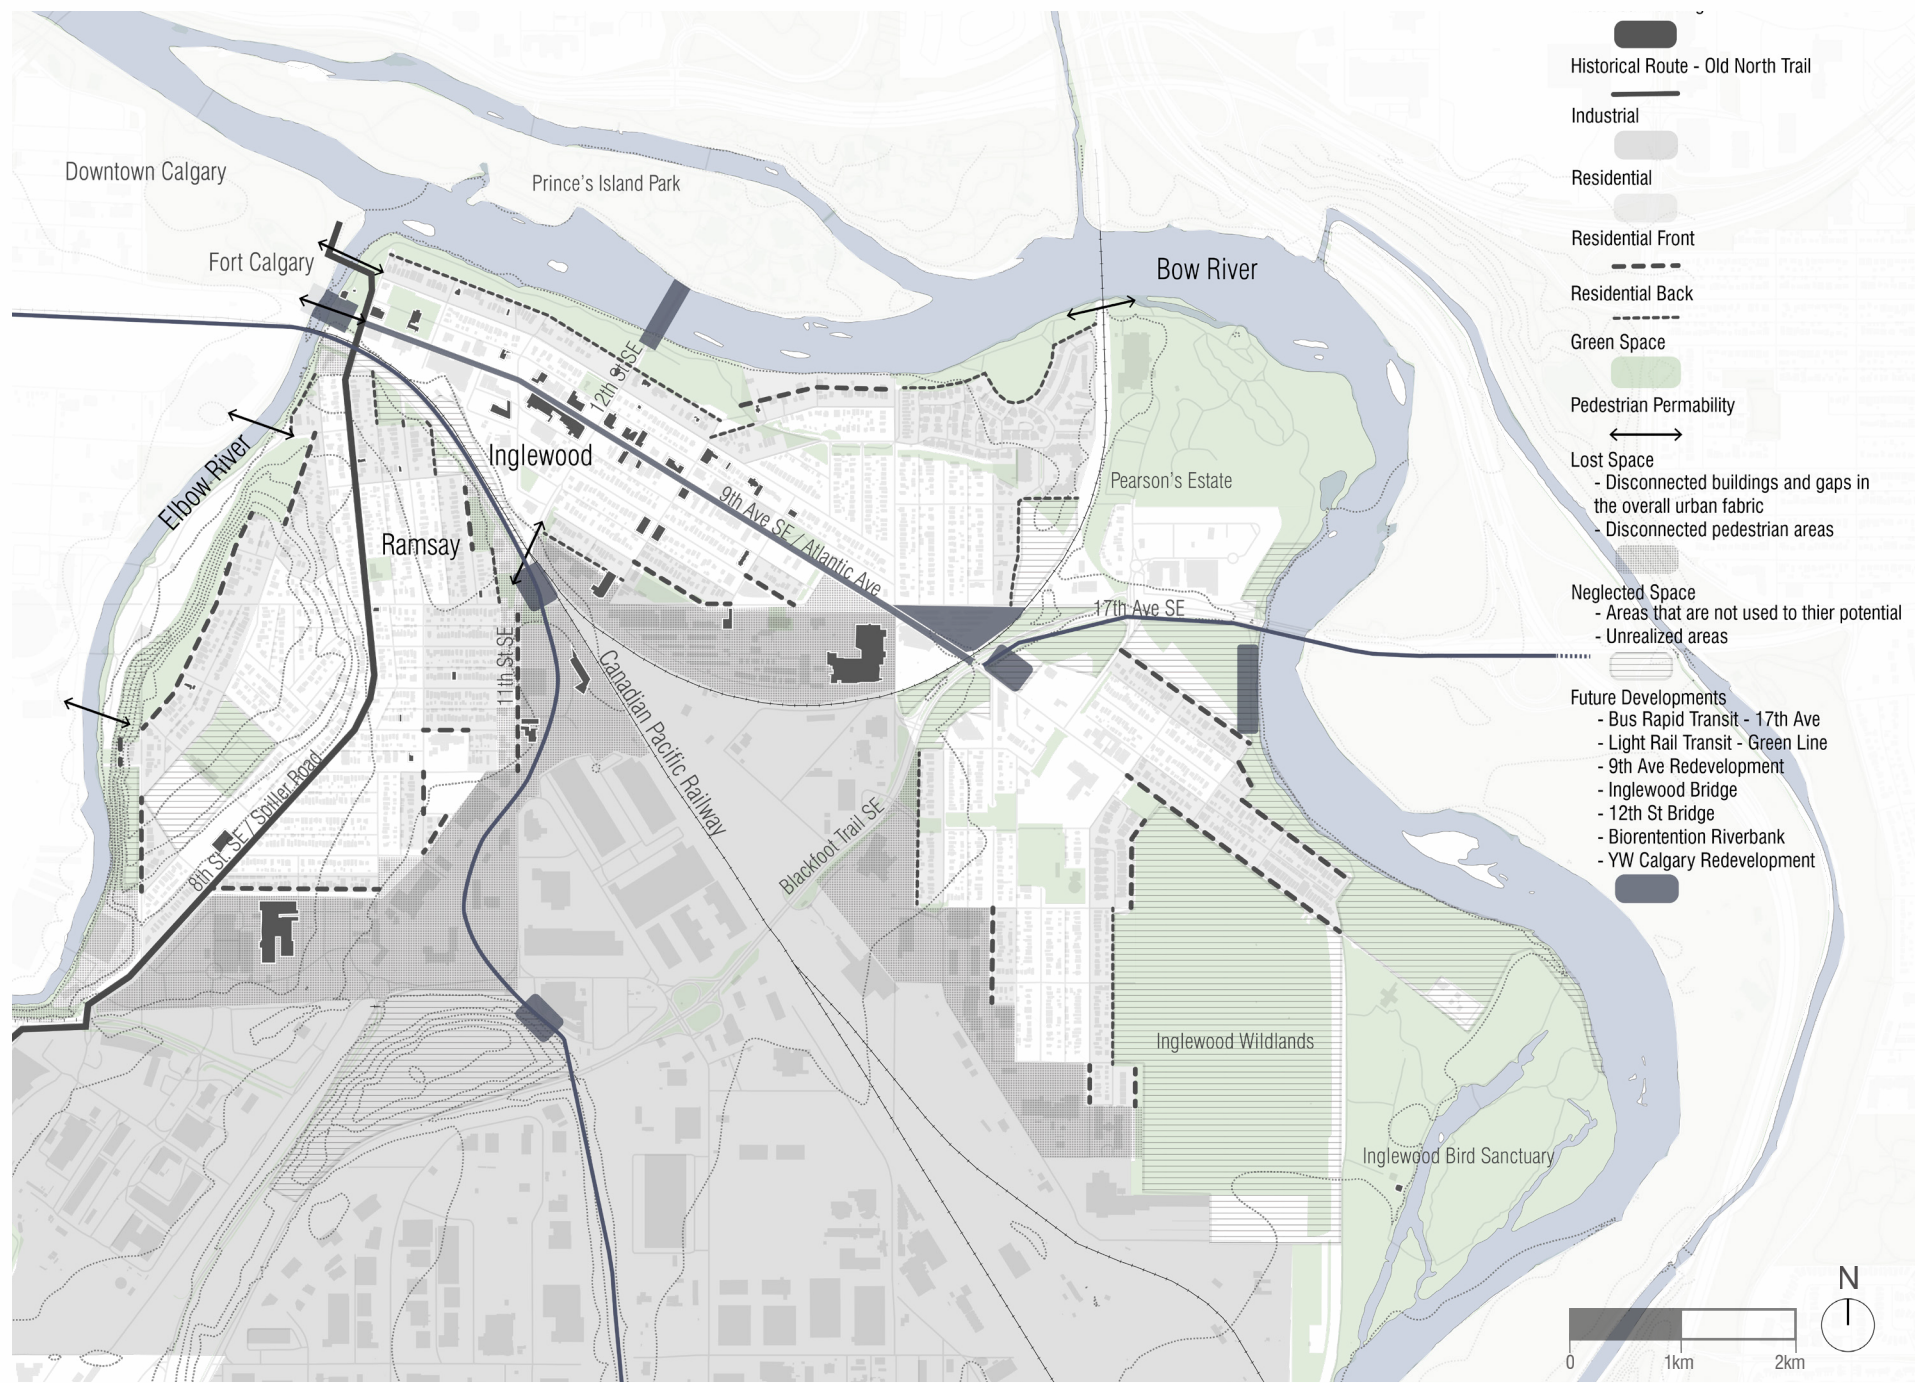 Historical Route - Old North Trail
Industrial
Residential
Residential Front
Residential Back
Green Space
Pedestrian Permability
Lost Space
- Disconnected buildings and gaps in
the overall urban fabric
- Disconnected pedestrian areas
Neglected Space
- Areas that are not used to thier potential
- Unrealized areas
Future Developments
- Bus Rapid Transit - 17th Ave
- Light Rail Transit - Green Line
- 9th Ave Redevelopment
- Inglewood Bridge
- 12th St Bridge
- Biorentention Riverbank
- YW Calgary Redevelopment
Downtown Calgary
Prince's Island Park
Fort Calgary
Bow River
12th St. SE
Elbow River
Inglewood
Pearson's Estate
9th Ave SE / Atlantic Ave
Ramsay
17th Ave SE
11th St SE
Canadian Pacific Railway
8th St. SE / Spiller Road
Blackfoot Trail SE
Inglewood Wildlands
Inglewood Bird Sanctuary
N
0 1km 2km